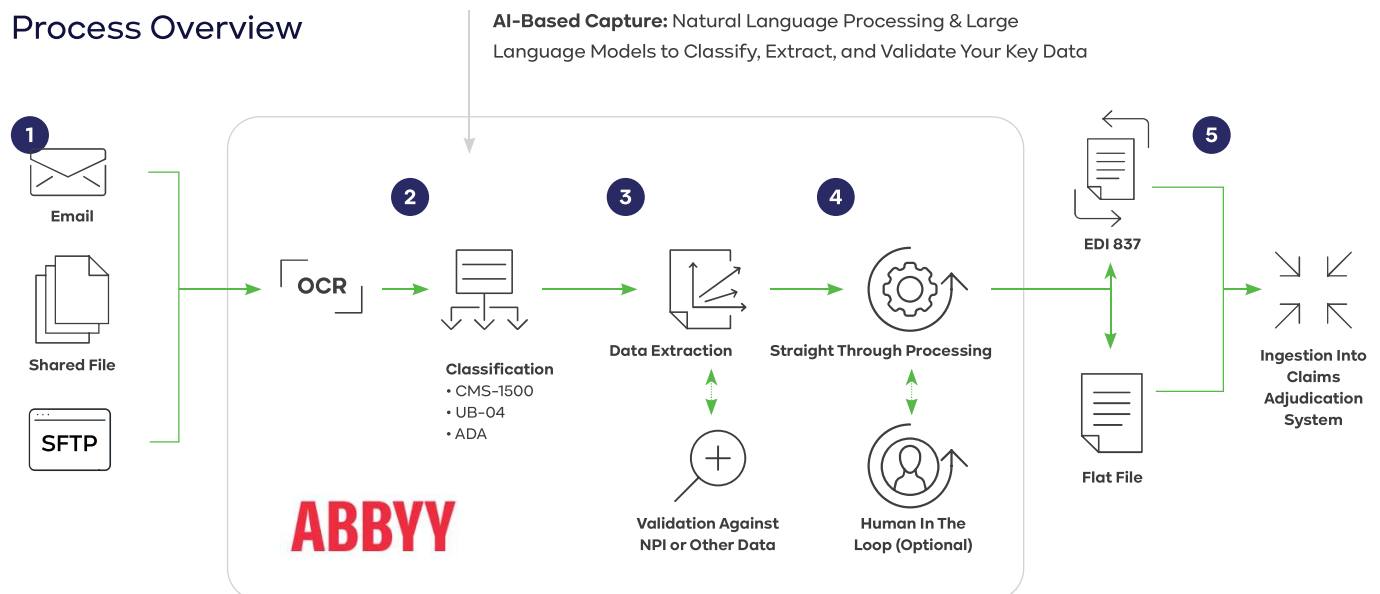 Process Overview
AI-Based Capture: Natural Language Processing & Large
Language Models to Classify, Extract, and Validate Your Key Data
1
Email
Shared File
SFTP
OCR
2
Classification
• CMS-1500
• UB-04
• ADA
ABBYY
3
Data Extraction
Validation Against
NPI or Other Data
4
Straight Through Processing
Human In The
Loop (Optional)
EDI 837
Flat File
5
Ingestion Into
Claims
Adjudication
System